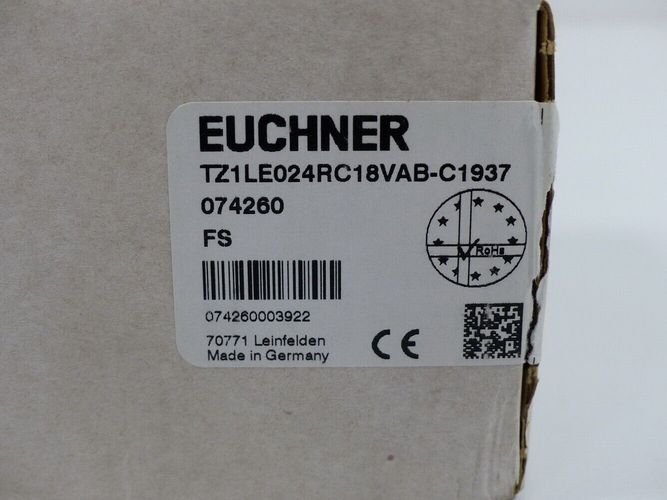 EUCHNER
TZ1LE024RC18VAB-C1937
074260
FS
RoHs
074260003922
70771 Leinfelden
Made in Germany
CE